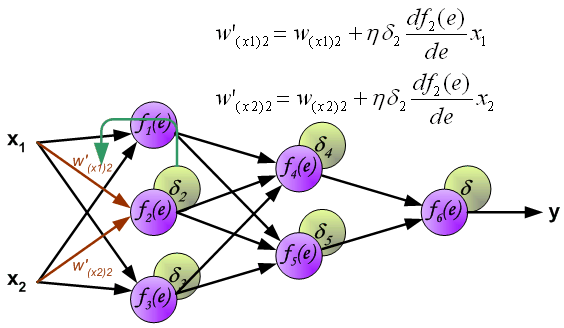 w'₍ₓ₁₎₂ = w₍ₓ₁₎₂ + ηδ₂ df₂(e)/de x₁
w'₍ₓ₂₎₂ = w₍ₓ₂₎₂ + ηδ₂ df₂(e)/de x₂
f₁(e)
x₁
w'₍ₓ₁₎₂
δ₄
f₄(e)
δ₂
f₂(e)
δ
f₆(e)
y
δ₅
f₅(e)
w'₍ₓ₂₎₂
x₂
δ₃
f₃(e)